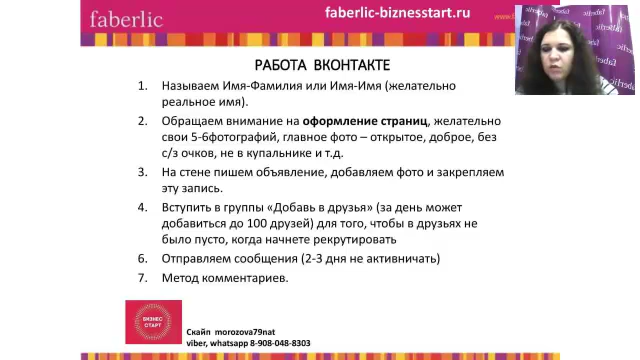 faberlic
faberlic-biznesstart.ru
РАБОТА ВКОНТАКТЕ
1. Называем Имя-Фамилия или Имя-Имя (желательно
реальное имя).
2. Обращаем внимание на оформление страниц, желательно
свои 5-6фотографий, главное фото – открытое, доброе, без
с/з очков, не в купальнике и т.д.
3. На стене пишем объявление, добавляем фото и закрепляем
эту запись.
4. Вступить в группы «Добавь в друзья» (за день может
добавиться до 100 друзей) для того, чтобы в друзьях не
было пусто, когда начнете рекрутировать
6. Отправляем сообщения (2-3 дня не активничать)
7. Метод комментариев.
БИЗНЕС
СТАРТ
Скайп morozova79nat
viber, whatsapp 8-908-048-8303